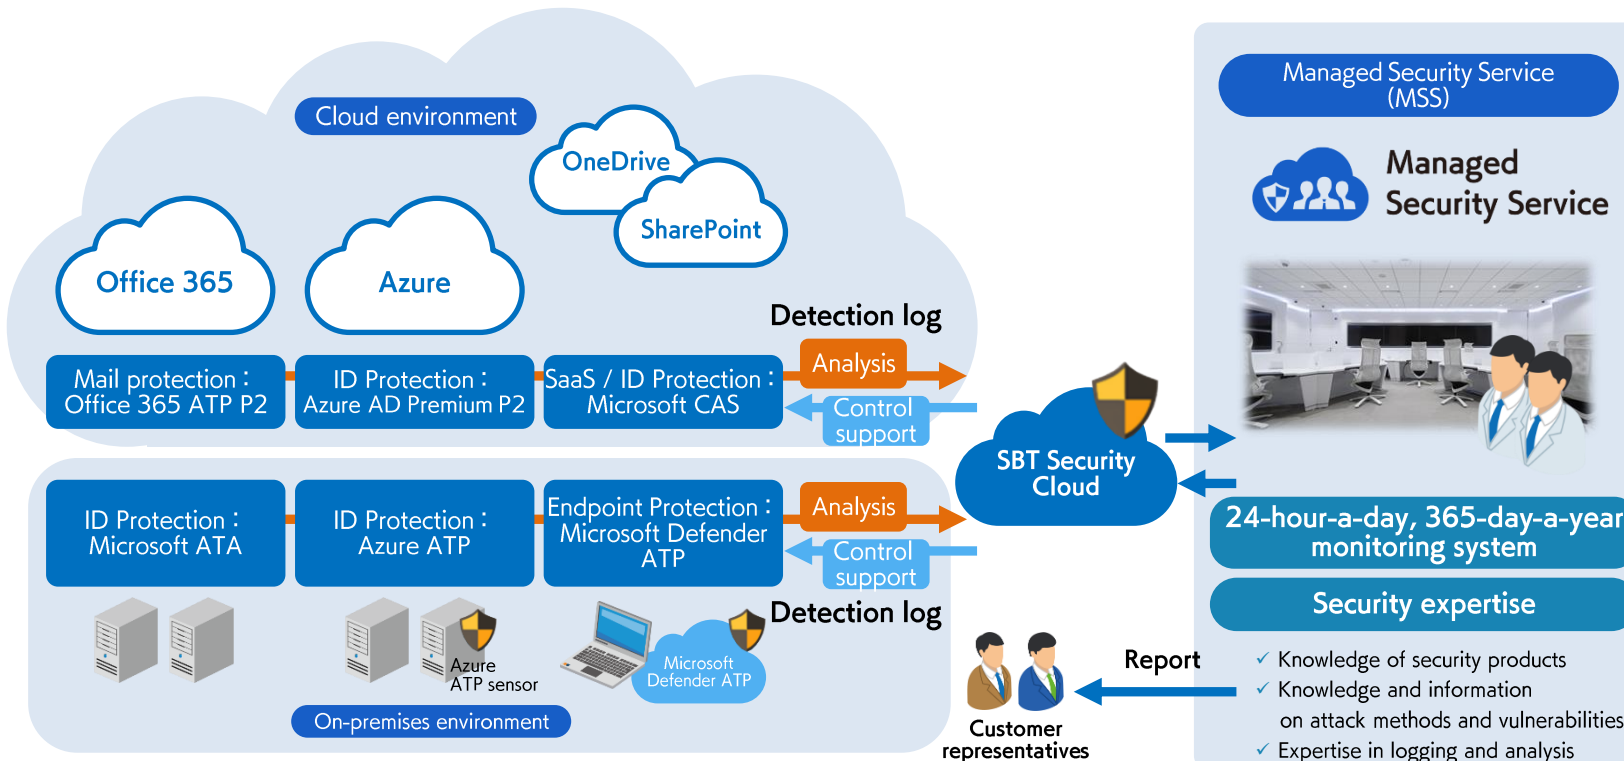 Cloud environment
OneDrive
SharePoint
Office 365
Azure
Detection log
Mail protection :
Office 365 ATP P2
ID Protection :
Azure AD Premium P2
SaaS / ID Protection :
Microsoft CAS
Analysis
Control
support
ID Protection :
Microsoft ATA
ID Protection :
Azure ATP
Endpoint Protection :
Microsoft Defender
ATP
Analysis
Control
support
Detection log
Azure
ATP sensor
Microsoft
Defender ATP
On-premises environment
SBT Security
Cloud
Customer
representatives
Report
Managed Security Service
(MSS)
Managed
Security Service
24-hour-a-day, 365-day-a-year
monitoring system
Security expertise
✓ Knowledge of security products
✓ Knowledge and information
on attack methods and vulnerabilities
✓ Expertise in logging and analysis